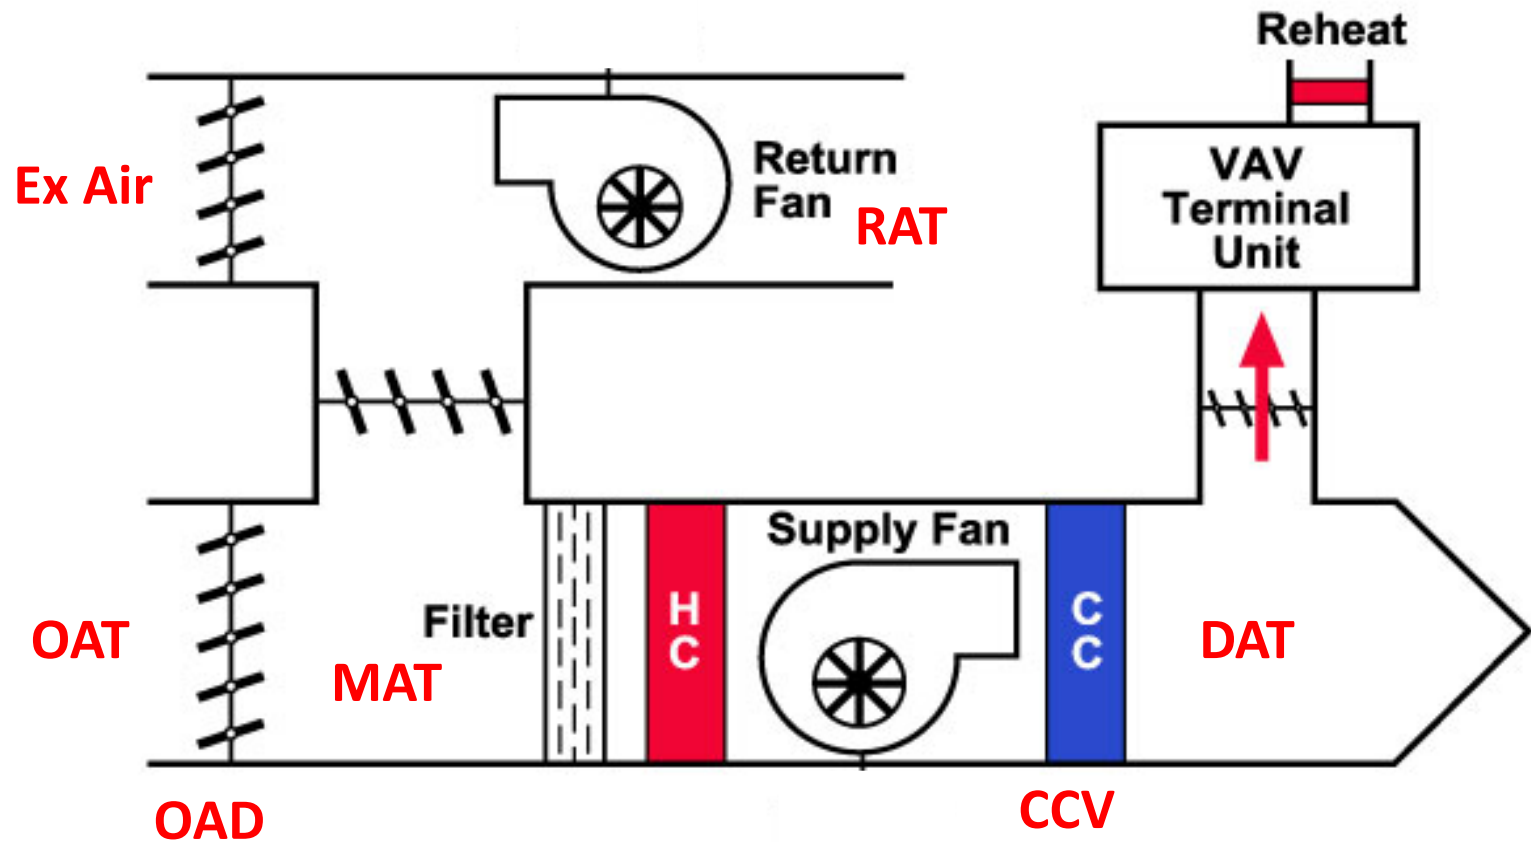 Reheat
Ex Air
Return
Fan
RAT
VAV
Terminal
Unit
Supply Fan
Filter
H
C
C
C
OAT
MAT
DAT
OAD
CCV